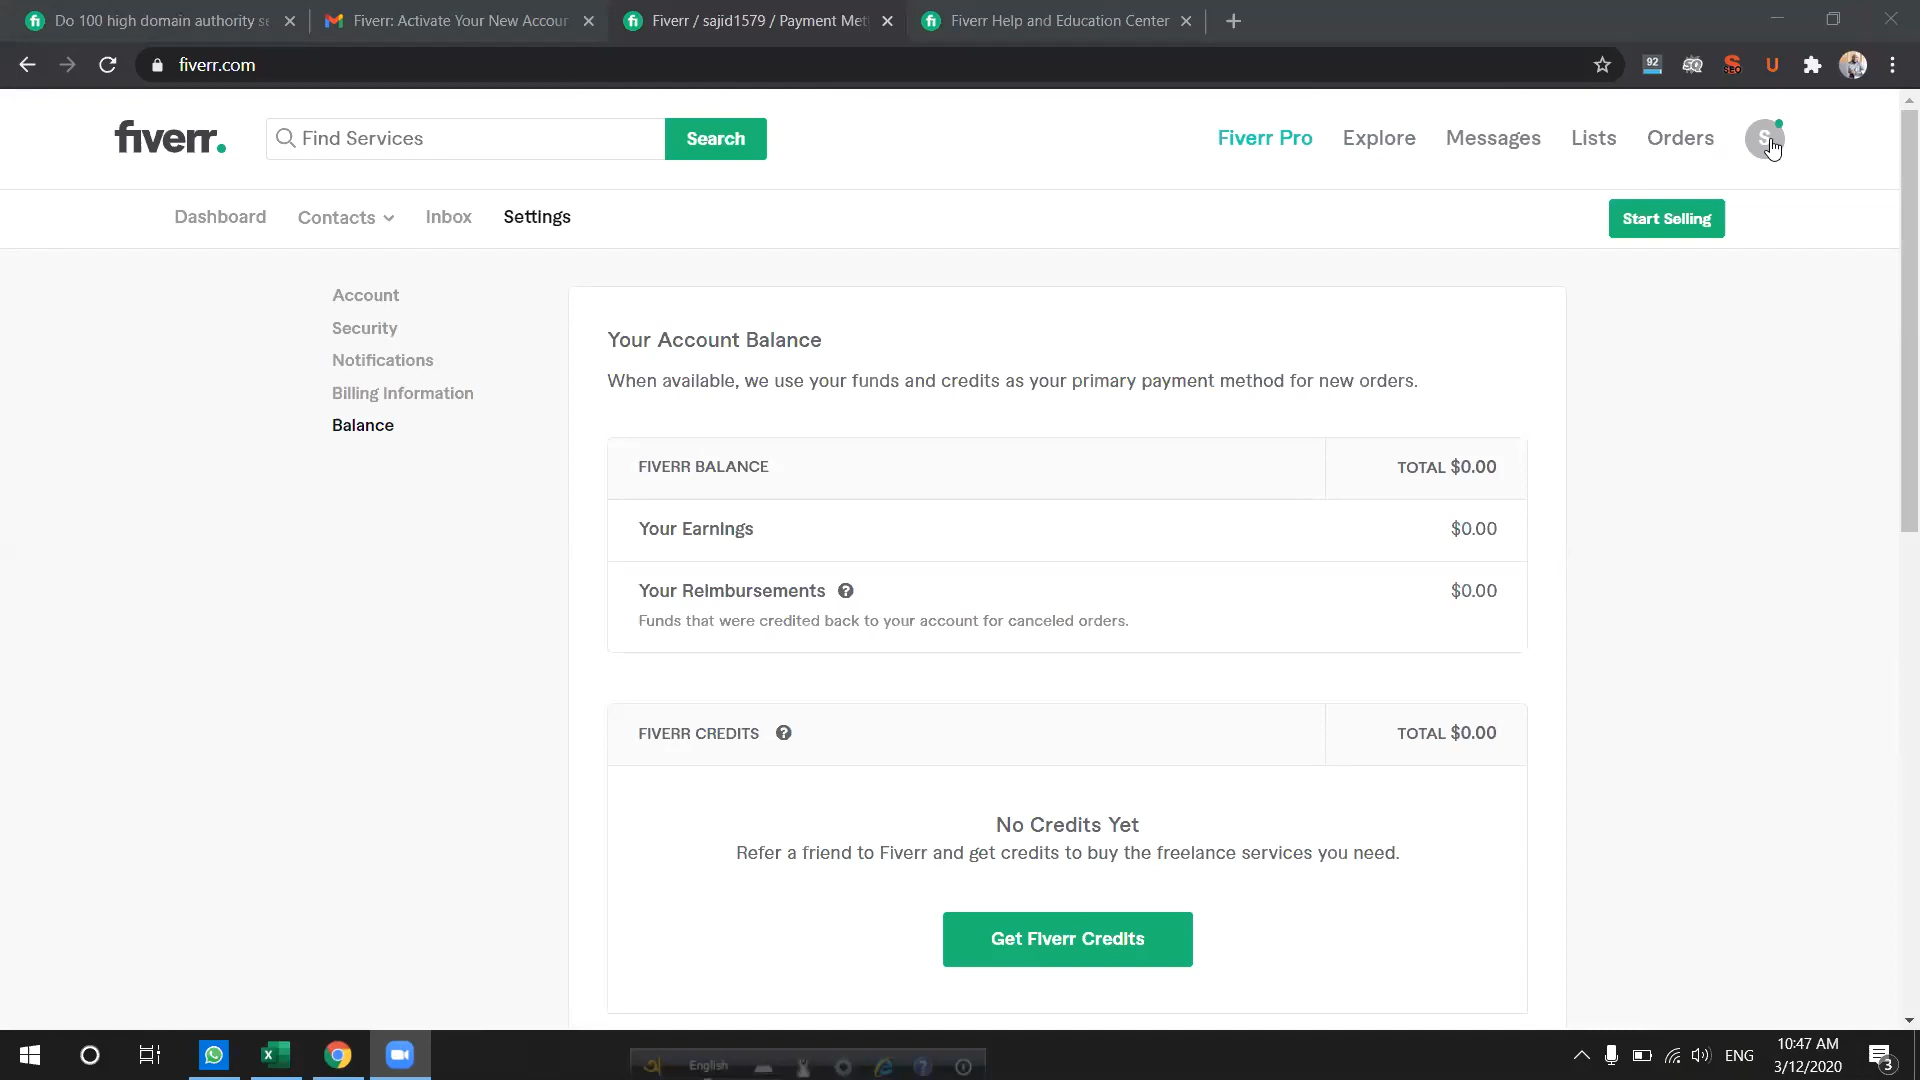 Do 100 high domain authority se
Fiverr: Activate Your New Accour
Fiverr / sajid1579 / Payment Met
Fiverr Help and Education Center
fiverr.com
92
SEO
U
fiverr.
Find Services
Search
Fiverr Pro
Explore
Messages
Lists
Orders
S
Dashboard
Contacts
Inbox
Settings
Start Selling
Account
Security
Notifications
Billing Information
Balance
Your Account Balance
When available, we use your funds and credits as your primary payment method for new orders.
FIVERR BALANCE
TOTAL $0.00
Your Earnings
$0.00
Your Reimbursements ?
$0.00
Funds that were credited back to your account for canceled orders.
FIVERR CREDITS ?
TOTAL $0.00
No Credits Yet
Refer a friend to Fiverr and get credits to buy the freelance services you need.
Get Fiverr Credits
English
ENG
10:47 AM
3/12/2020
3